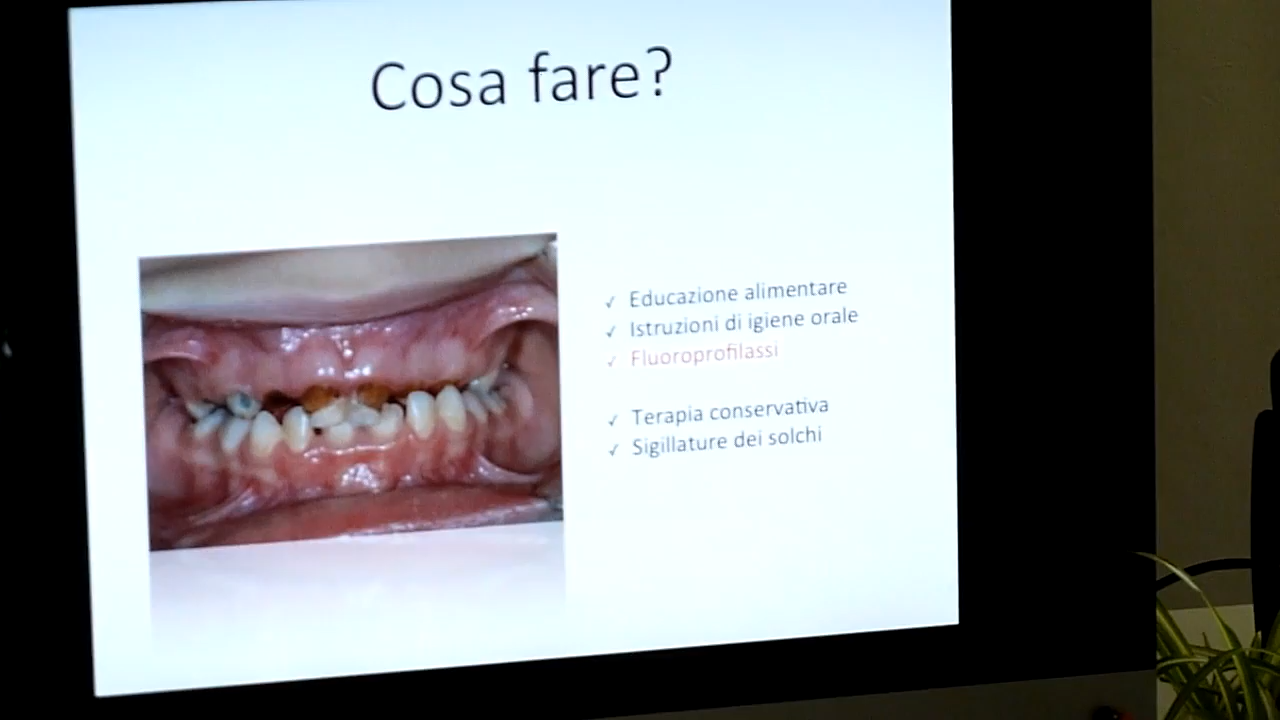 Cosa fare?
✓ Educazione alimentare
✓ Istruzioni di igiene orale
✓ Fluoroprofilassi
✓ Terapia conservativa
✓ Sigillature dei solchi